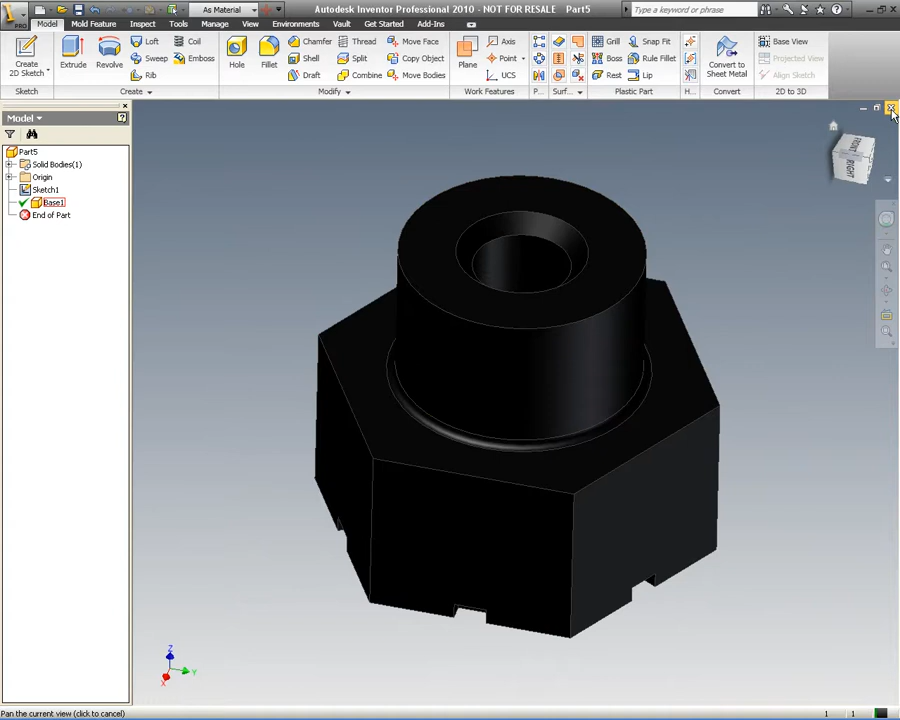 Autodesk Inventor Professional 2010 - NOT FOR RESALE   Part5
As Material
Type a keyword or phrase
PRO
Model
Mold Feature
Inspect
Tools
Manage
View
Environments
Vault
Get Started
Add-Ins
Create
2D Sketch
Extrude
Revolve
Loft
Sweep
Rib
Coil
Emboss
Hole
Fillet
Chamfer
Shell
Draft
Thread
Split
Combine
Move Face
Copy Object
Move Bodies
Plane
Axis
Point
UCS
Grill
Boss
Rest
Snap Fit
Rule Fillet
Lip
Convert to
Sheet Metal
Base View
Projected View
Align Sketch
Sketch
Create
Modify
Work Features
P...
Surf...
Plastic Part
H...
Convert
2D to 3D
Model
Part5
Solid Bodies(1)
Origin
Sketch1
Base1
End of Part
FRONT
RIGHT
Z
Y
X
Pan the current view (click to cancel)
1
1